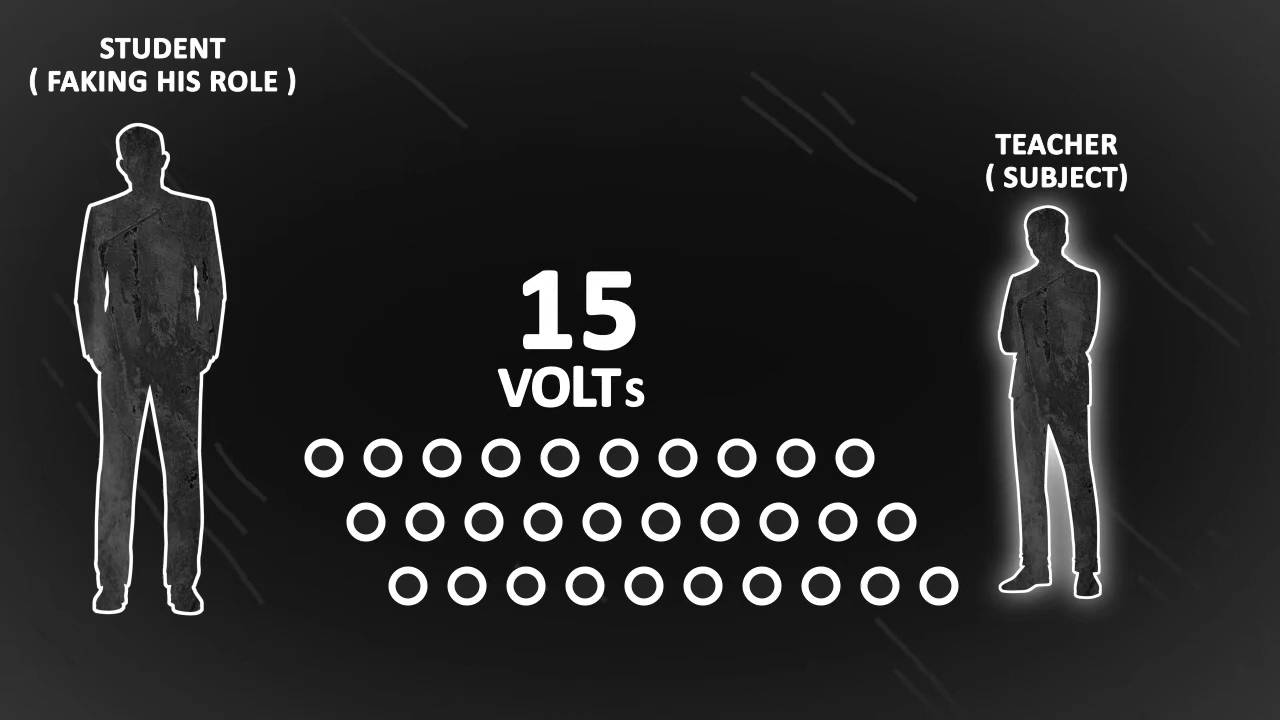 STUDENT
( FAKING HIS ROLE )
TEACHER
( SUBJECT)
15
VOLTs